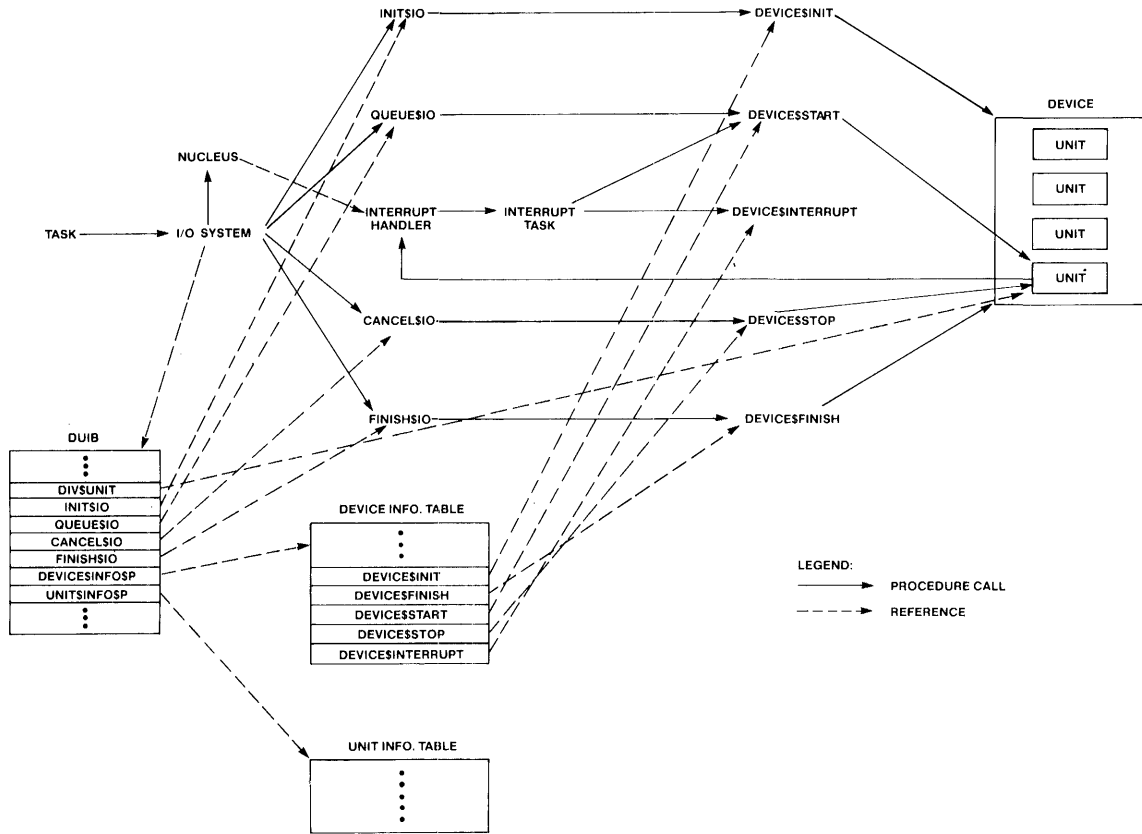 INIT$IO
DEVICE$INIT
DEVICE
QUEUE$IO
DEVICE$START
UNIT
NUCLEUS
UNIT
TASK
I/O SYSTEM
INTERRUPT
HANDLER
INTERRUPT
TASK
DEVICE$INTERRUPT
UNIT
UNIT
CANCEL$IO
DEVICE$STOP
FINISH$IO
DEVICE$FINISH
DUIB
DIV$UNIT
INIT$IO
QUEUE$IO
CANCEL$IO
FINISH$IO
DEVICE$INFO$P
UNIT$INFO$P
DEVICE INFO. TABLE
DEVICE$INIT
DEVICE$FINISH
DEVICE$START
DEVICE$STOP
DEVICE$INTERRUPT
LEGEND:
PROCEDURE CALL
REFERENCE
UNIT INFO. TABLE